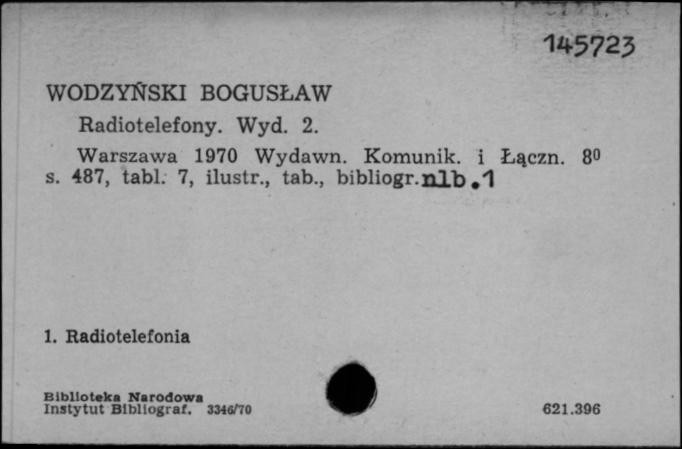 145723
WODZYŃSKI BOGUSŁAW
Radiotelefony. Wyd. 2.
Warszawa 1970 Wydawn. Komunik. i Łączn. 8⁰
s. 487, tabl. 7, ilustr., tab., bibliogr. nlb.1
1. Radiotelefonia
Biblioteka Narodowa
Instytut Bibliograf. 3346/70
621.396